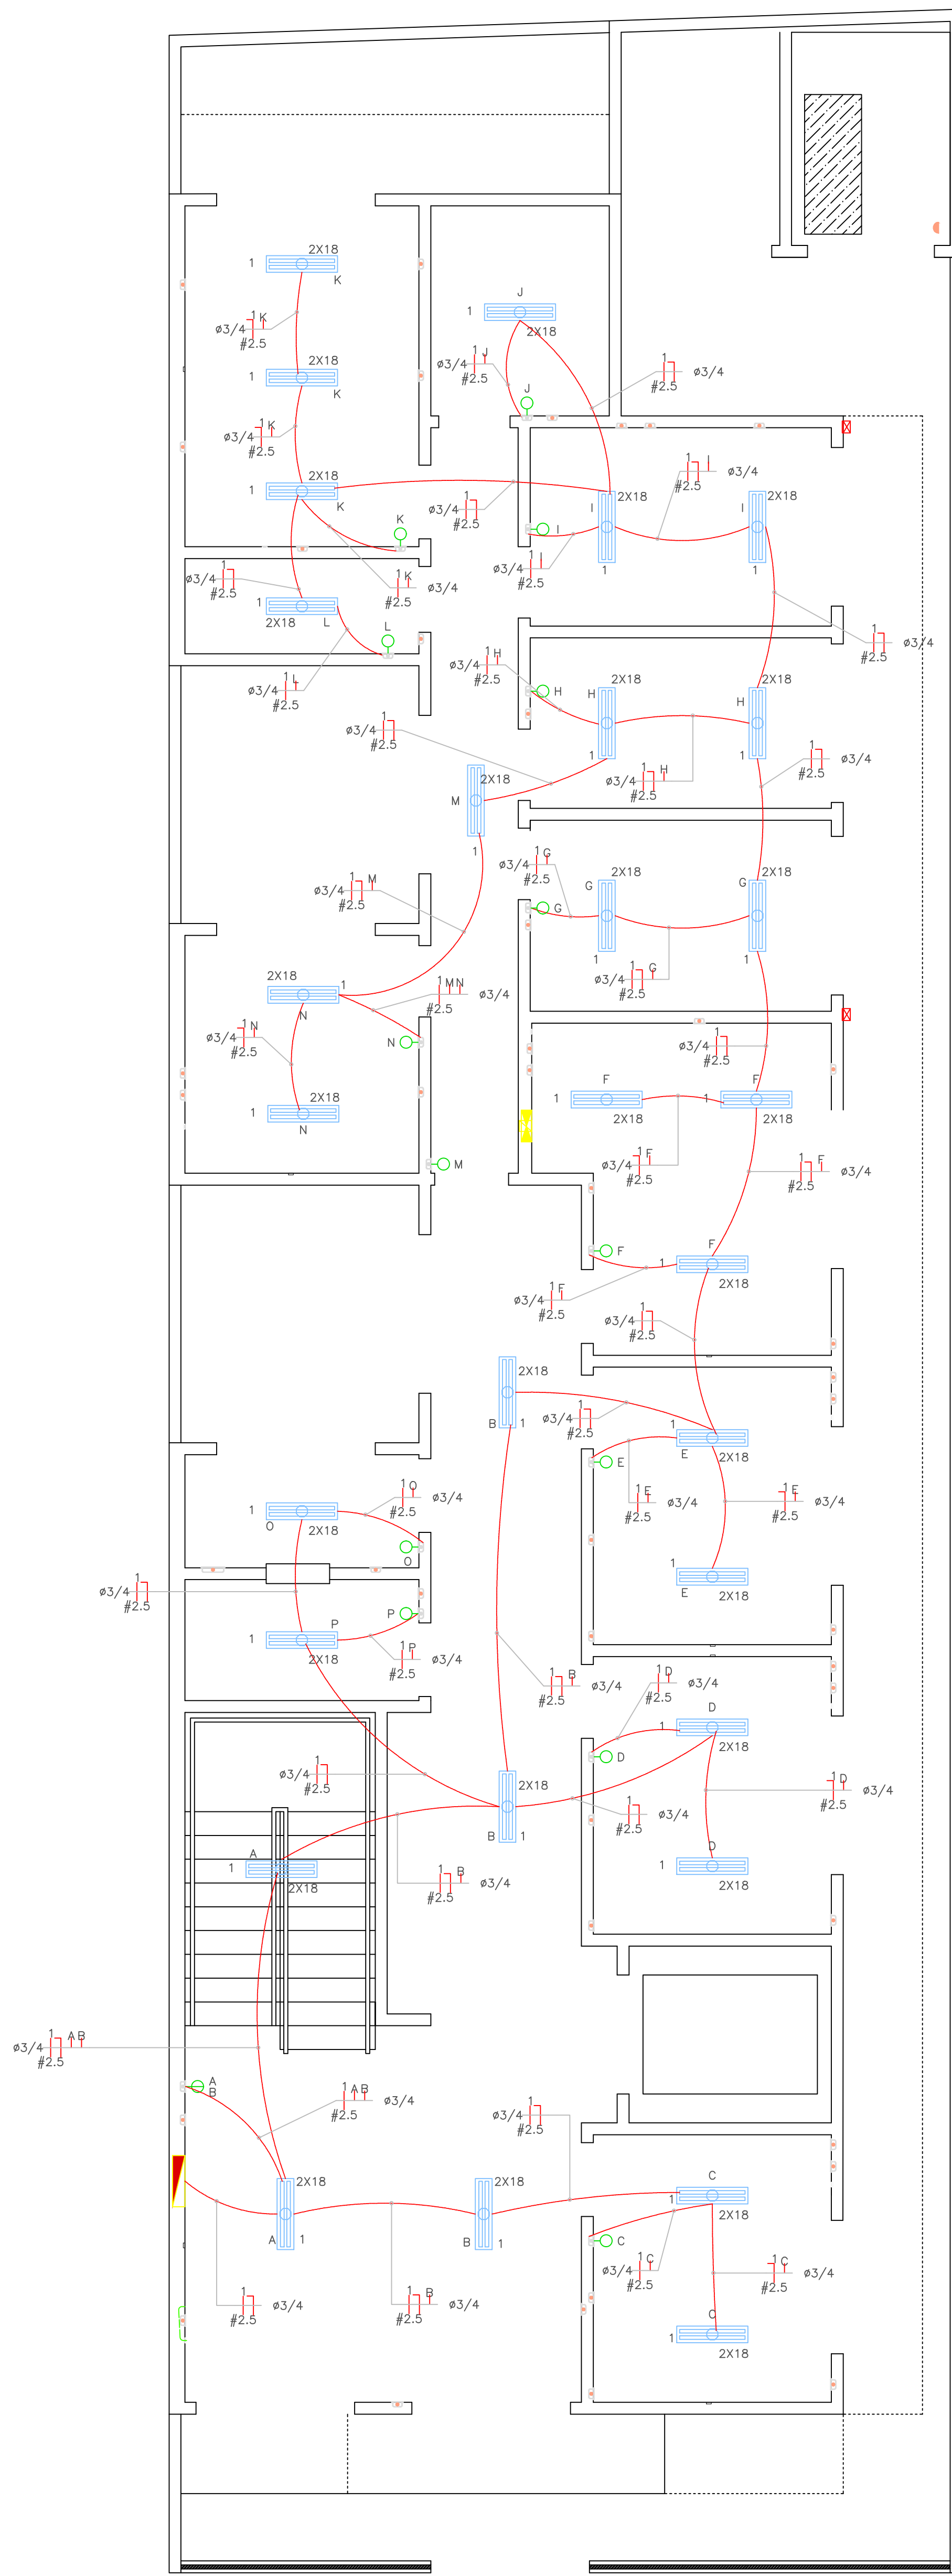 2X18
1
K
1 K
ø3/4
#2.5
J
1
2X18
2X18
1
K
1 J
ø3/4
#2.5
1
ø3/4
#2.5
J
1 K
ø3/4
#2.5
1 I
ø3/4
#2.5
2X18
1
K
1
ø3/4
#2.5
2X18
I
1
2X18
I
1
K
I
1 I
ø3/4
#2.5
1
ø3/4
#2.5
1 K
ø3/4
#2.5
1
2X18
L
L
1
ø3/4
#2.5
1 H
ø3/4
#2.5
1 L
ø3/4
#2.5
H
2X18
H
1
2X18
H
1
1
ø3/4
#2.5
1
ø3/4
#2.5
2X18
M
1
1 H
ø3/4
#2.5
1 G
ø3/4
#2.5
1 M
ø3/4
#2.5
2X18
G
1
2X18
G
1
G
1 G
ø3/4
#2.5
2X18
1
N
1 MN
ø3/4
#2.5
1 N
ø3/4
#2.5
N
1
ø3/4
#2.5
F
1
2X18
F
1
2X18
2X18
1
N
1 F
ø3/4
#2.5
1 F
ø3/4
#2.5
M
F
F
1
2X18
1 F
ø3/4
#2.5
1
ø3/4
#2.5
2X18
B
1
1
ø3/4
#2.5
1
E
2X18
E
1 E
ø3/4
#2.5
1 E
ø3/4
#2.5
1 O
ø3/4
#2.5
1
O
2X18
O
1
E
2X18
1
ø3/4
#2.5
P
P
1
2X18
1 P
ø3/4
#2.5
1 B
ø3/4
#2.5
1 D
ø3/4
#2.5
D
1
2X18
D
1
ø3/4
#2.5
2X18
B
1
1
ø3/4
#2.5
1 D
ø3/4
#2.5
A
1
2X18
D
1
2X18
1 B
ø3/4
#2.5
1 AB
ø3/4
#2.5
A
B
1 AB
ø3/4
#2.5
1
ø3/4
#2.5
2X18
A
1
2X18
B
1
C
1
2X18
C
1 C
ø3/4
#2.5
1 C
ø3/4
#2.5
1
ø3/4
#2.5
1 B
ø3/4
#2.5
C
1
2X18